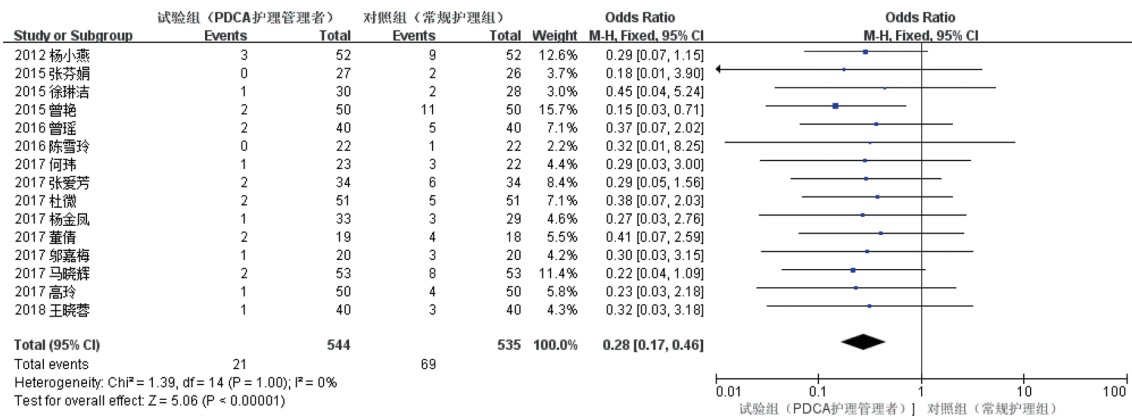 试验组（PDCA护理管理者） 对照组（常规护理组） Odds Ratio Odds Ratio
Study or Subgroup Events Total Events Total Weight M-H, Fixed, 95% CI M-H, Fixed, 95% CI
2012 杨小燕 3 52 9 52 12.6% 0.29 [0.07, 1.15]
2015 张芬娟 0 27 2 26 3.7% 0.18 [0.01, 3.90]
2015 徐琳洁 1 30 2 28 3.0% 0.45 [0.04, 5.24]
2015 曾艳 2 50 11 50 15.7% 0.15 [0.03, 0.71]
2016 曾瑶 2 40 5 40 7.0% 0.37 [0.07, 2.02]
2016 陈雪玲 0 22 1 22 2.2% 0.32 [0.01, 8.25]
2017 何玮 1 23 3 22 4.4% 0.29 [0.03, 3.00]
2017 张爱芳 2 34 6 34 8.4% 0.29 [0.05, 1.56]
2017 杜微 2 51 5 51 7.1% 0.38 [0.07, 2.03]
2017 杨金凤 1 33 3 29 4.6% 0.27 [0.03, 2.76]
2017 董倩 2 19 4 18 5.5% 0.41 [0.07, 2.59]
2017 邬嘉梅 1 20 3 20 4.2% 0.30 [0.03, 3.15]
2017 马晓辉 2 53 8 53 11.4% 0.22 [0.04, 1.09]
2017 高玲 1 50 4 50 5.8% 0.23 [0.03, 2.18]
2018 王晓蓉 1 40 3 40 4.3% 0.32 [0.03, 3.18]
Total (95% CI) 544 535 100.0% 0.28 [0.17, 0.46]
Total events 21 69
Heterogeneity: Chi² = 1.39, df = 14 (P = 1.00); I² = 0%
Test for overall effect: Z = 5.06 (P < 0.00001)
0.01 0.1 1 10 100
试验组（PDCA护理管理者）] 对照组（常规护理组）